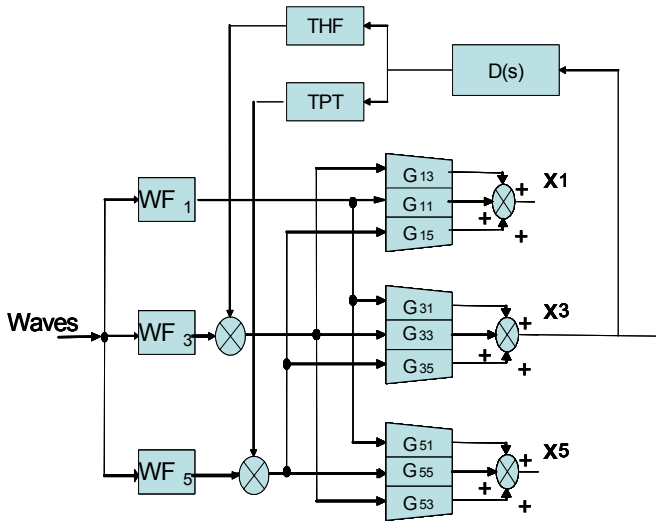 THF
D(s)
TPT
G13
+
X1
WF 1
G11
+
G15
+
G31
+
X3
Waves
WF 3
G33
+
G35
+
G51
+
X5
WF 5
G55
+
G53
+